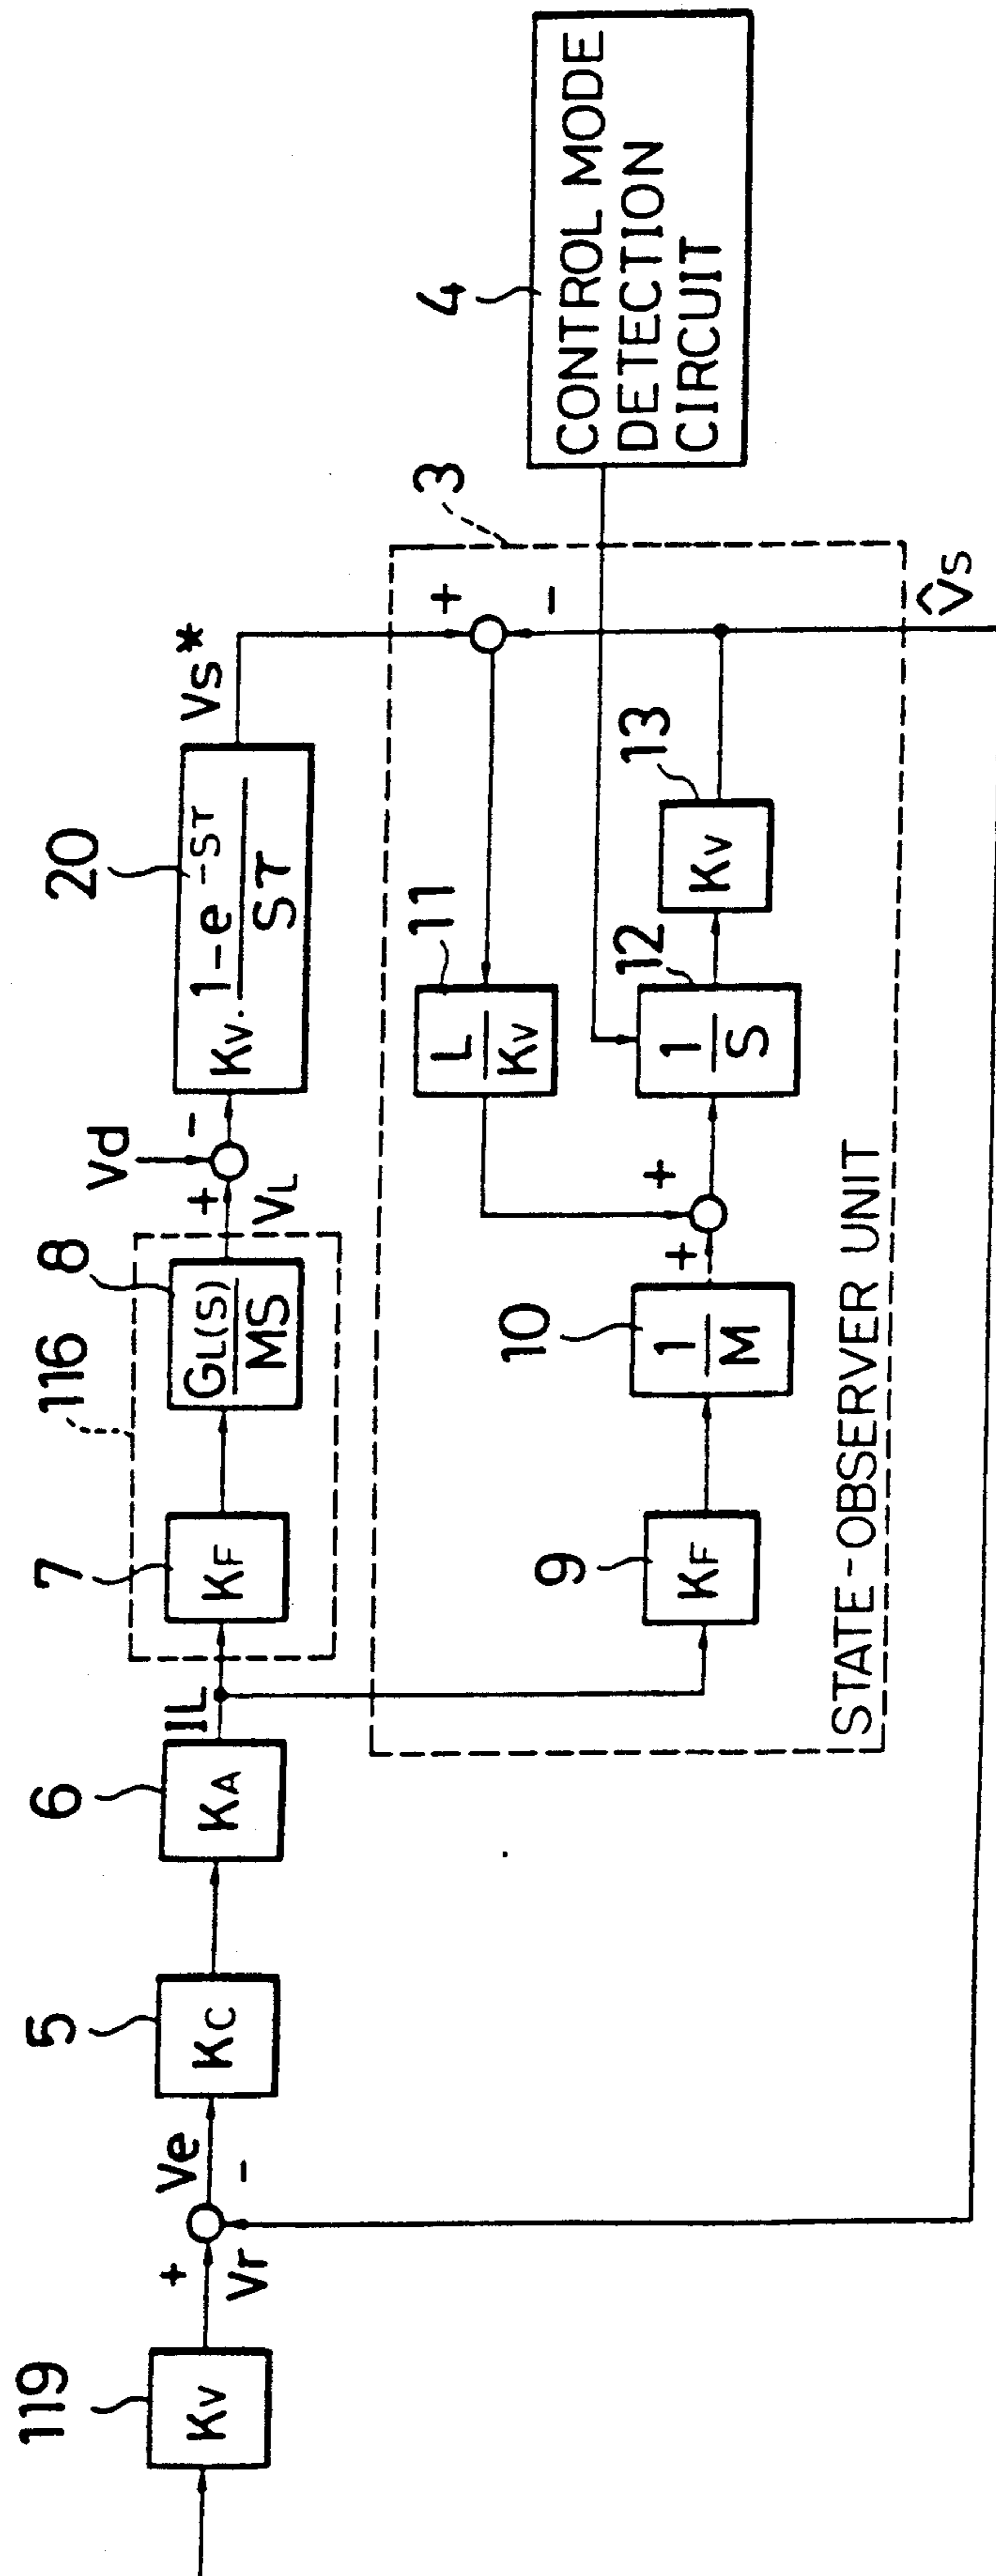 119
Kv
+
Vr
Ve
-
5
Kc
6
KA
IL
116
7
KF
8
GL(S)
MS
+
VL
Vd
-
20
Kv · 1-e -Sτ
Sτ
Vs*
+
-
3
4
CONTROL MODE
DETECTION
CIRCUIT
11
L
Kv
9
KF
10
1
M
+
+
12
1
S
13
Kv
V̂s
STATE-OBSERVER UNIT